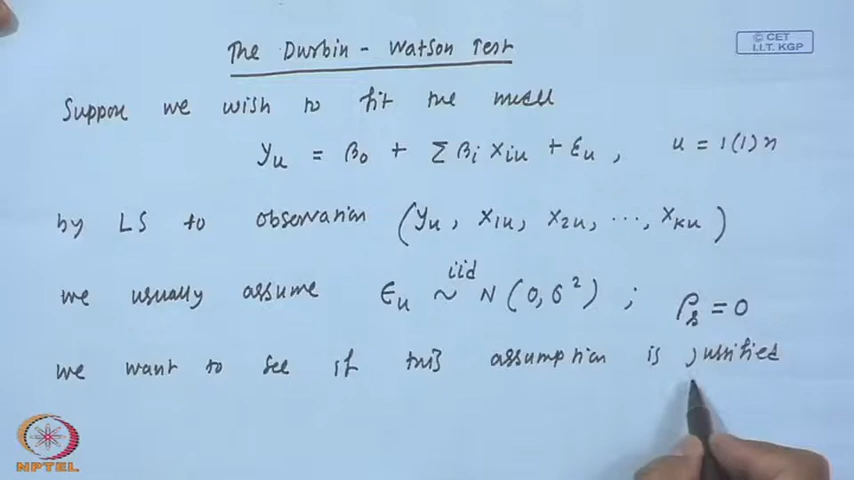 © CET
I.I.T. KGP
The Durbin - Watson Test
Suppose we wish to fit the model
yu = β0 + Σ βi Xiu + εu , u = 1(1)n
by LS to observation (yu, X1u, X2u, ..., Xku)
we usually assume εu iid ~ N(0, σ²) ; ρs = 0
we want to see if this assumption is justified
NPTEL